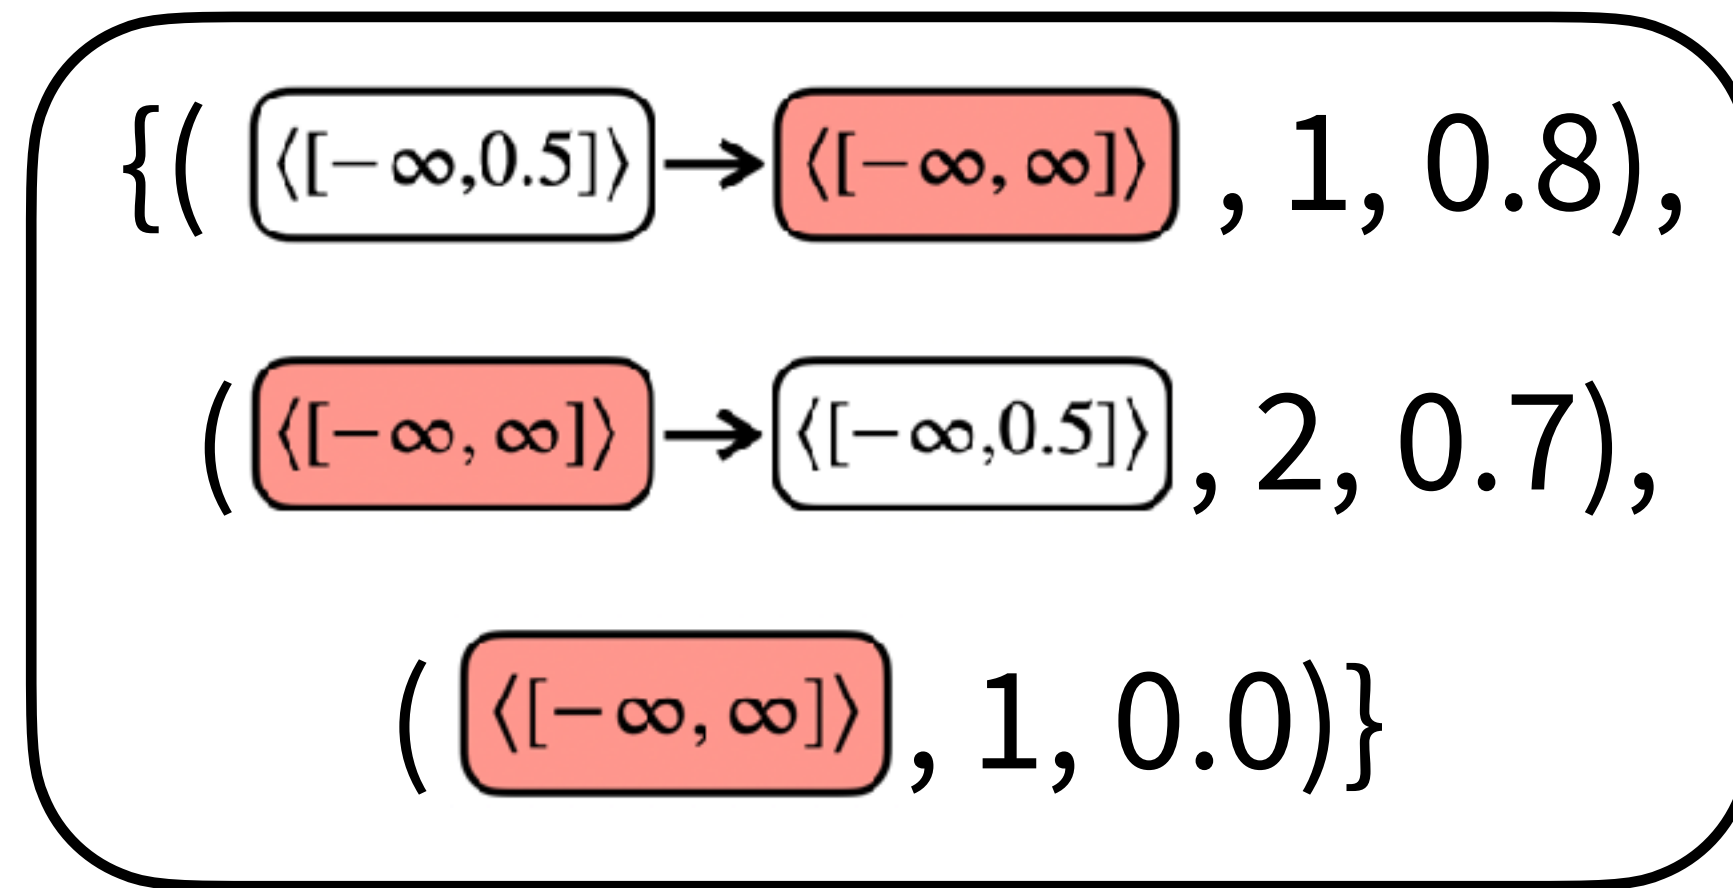 {( ⟨[−∞,0.5]⟩ → ⟨[−∞, ∞]⟩ , 1, 0.8),
( ⟨[−∞, ∞]⟩ → ⟨[−∞,0.5]⟩ , 2, 0.7),
( ⟨[−∞, ∞]⟩ , 1, 0.0)}